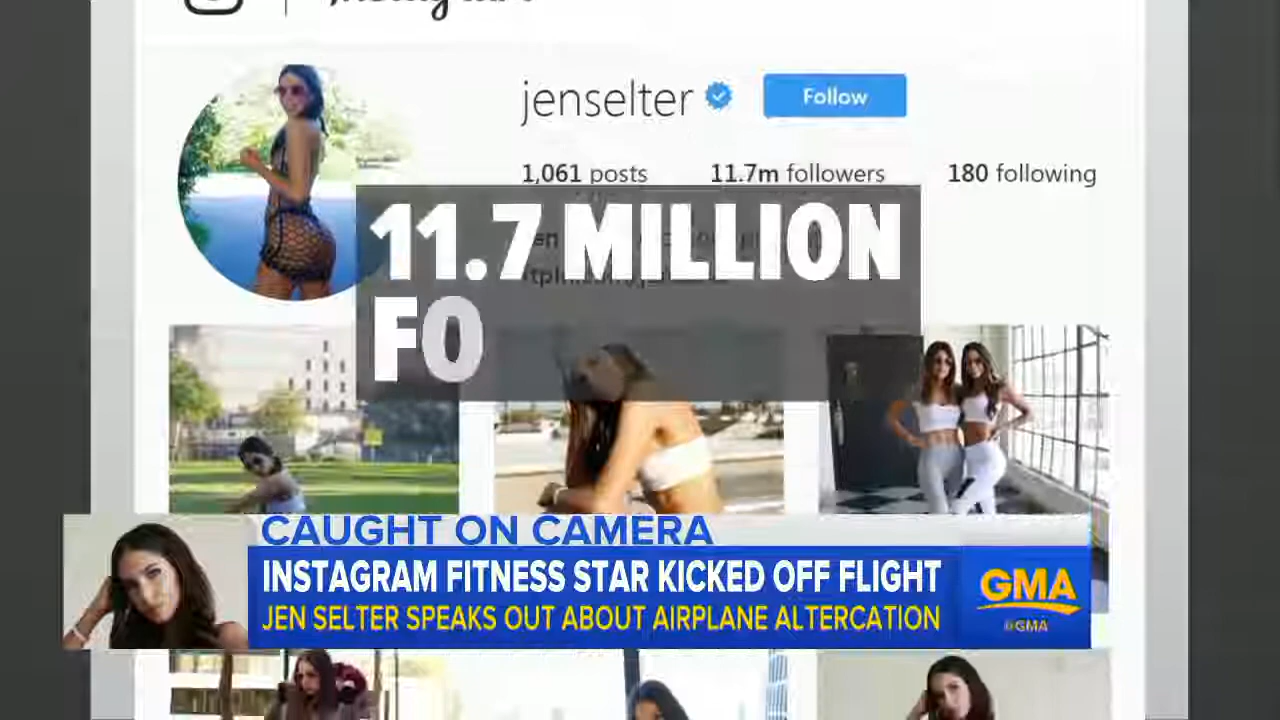 jenselter Follow
1,061 posts 11.7m followers 180 following
11.7 MILLION
FO
CAUGHT ON CAMERA
INSTAGRAM FITNESS STAR KICKED OFF FLIGHT
JEN SELTER SPEAKS OUT ABOUT AIRPLANE ALTERCATION
GMA
@GMA